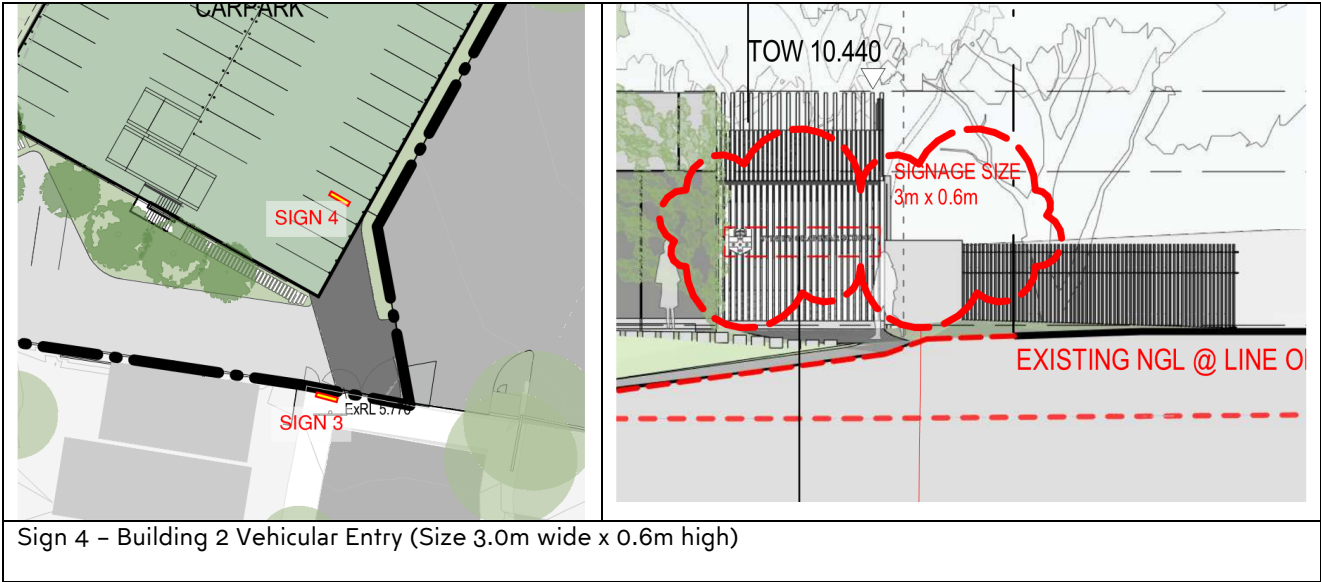 CARPARK
SIGN 4
ExRL 5.770
SIGN 3
TOW 10.440
SIGNAGE SIZE
3m x 0.6m
EXISTING NGL @ LINE O
Sign 4 – Building 2 Vehicular Entry (Size 3.0m wide x 0.6m high)